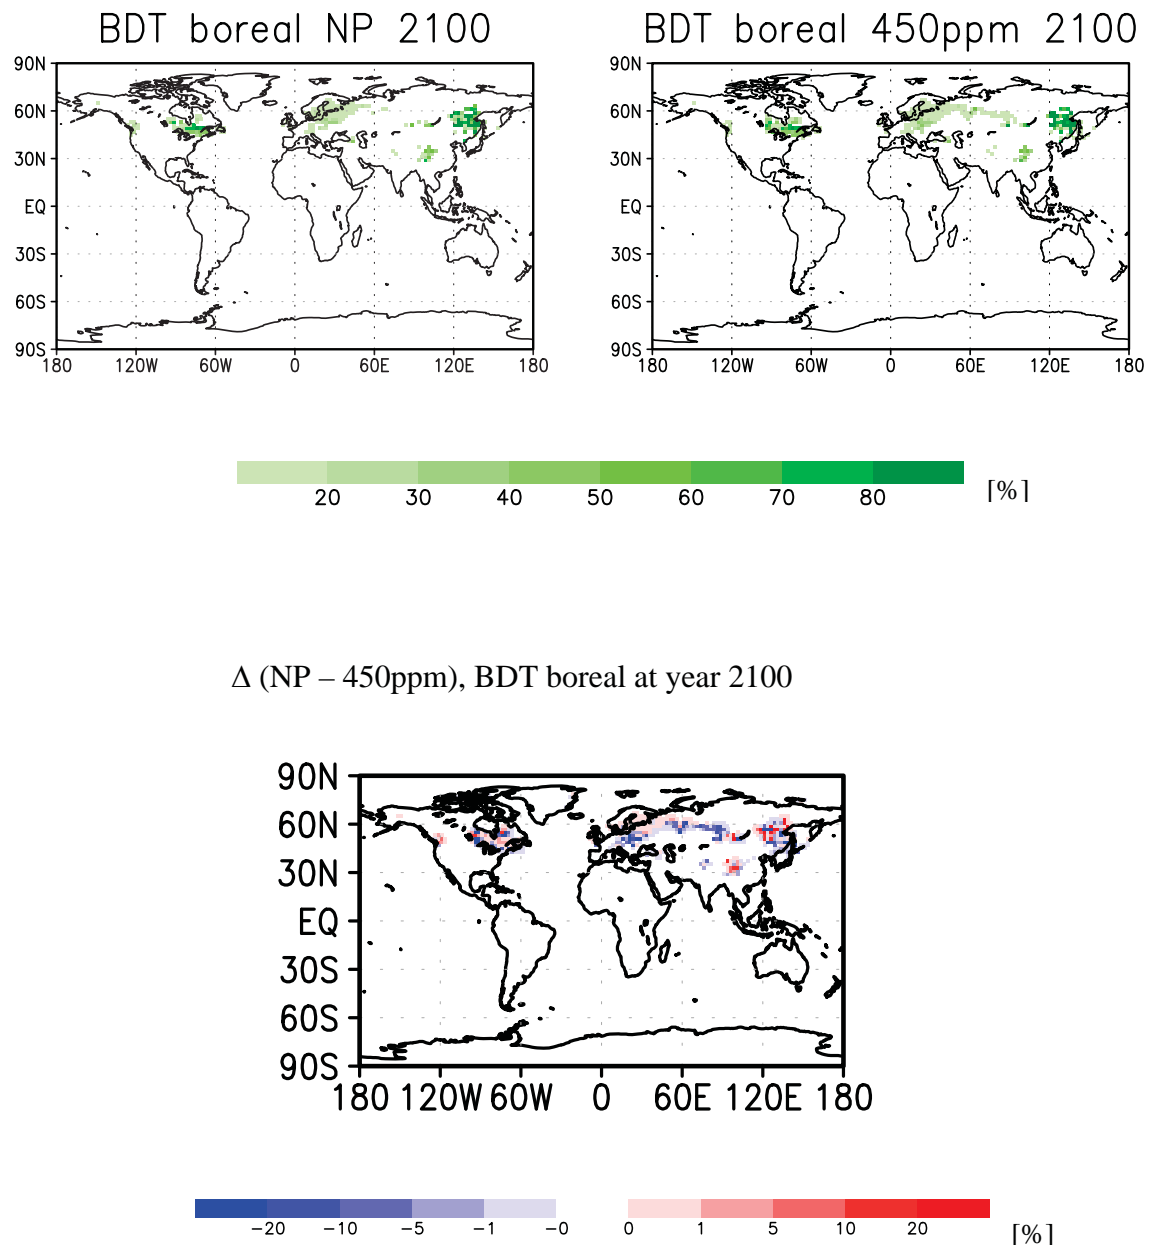 BDT boreal NP 2100 BDT boreal 450ppm 2100
90N 90N
60N 60N
30N 30N
EQ EQ
30S 30S
60S 60S
90S 90S
180 120W 60W 0 60E 120E 180 180 120W 60W 0 60E 120E 180
20 30 40 50 60 70 80 [%]
Δ (NP – 450ppm), BDT boreal at year 2100
90N
60N
30N
EQ
30S
60S
90S
180 120W 60W 0 60E 120E 180
−20 −10 −5 −1 −0 0 1 5 10 20 [%]